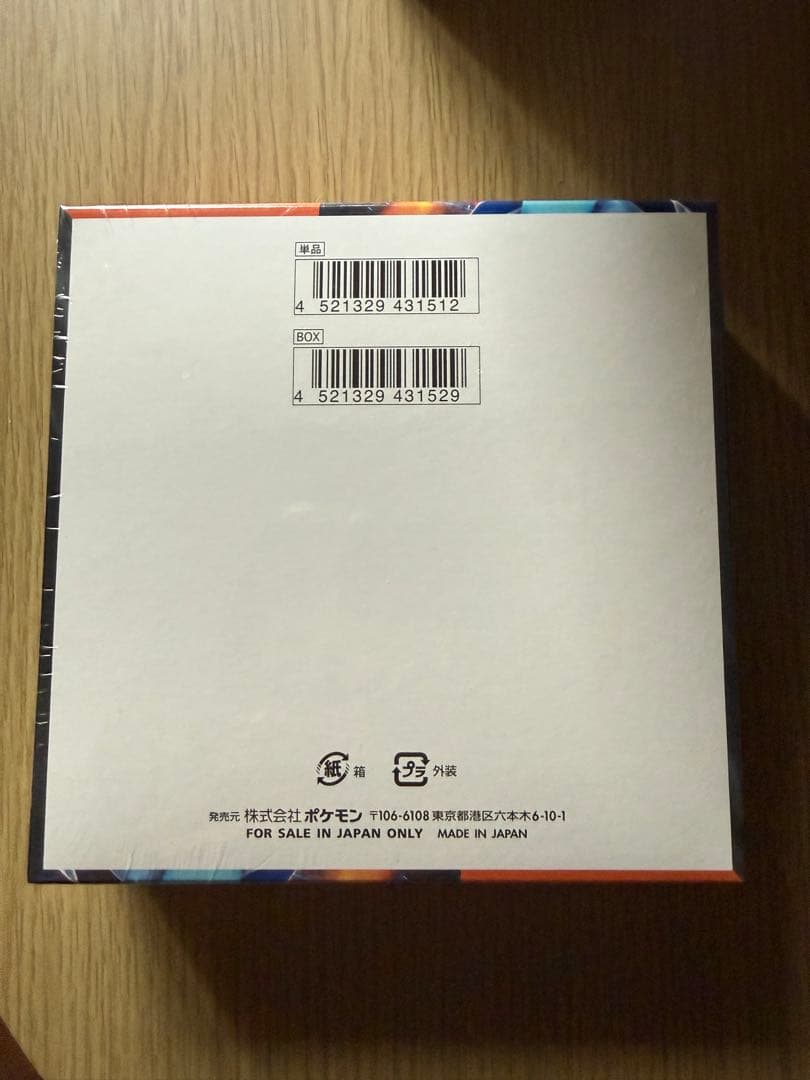 単品
4 521329 431512
BOX
4 521329 431529
紙 箱 プラ 外装
発売元 株式会社 ポケモン 〒106-6108 東京都港区六本木6-10-1
FOR SALE IN JAPAN ONLY MADE IN JAPAN